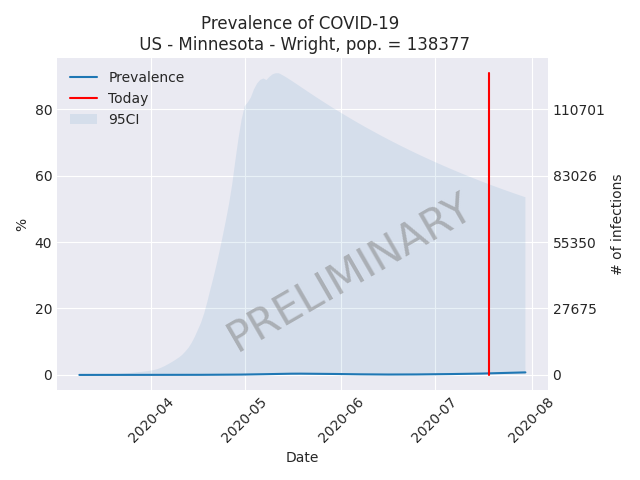 Prevalence of COVID-19
US - Minnesota - Wright, pop. = 138377
Prevalence
Today
95CI
80
60
40
20
0
%
110701
83026
55350
27675
0
# of infections
PRELIMINARY
2020-04
2020-05
2020-06
2020-07
2020-08
Date